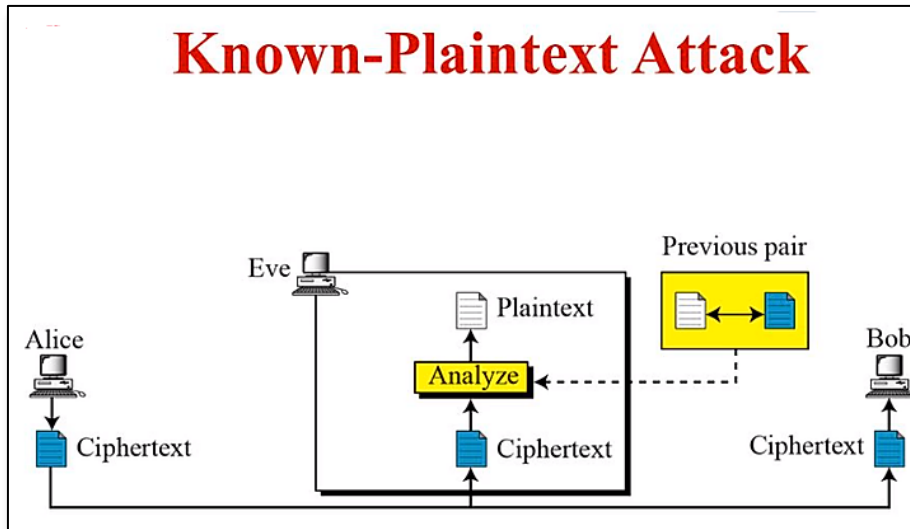 Known-Plaintext Attack
Previous pair
Eve
Plaintext
Alice
Bob
Analyze
Ciphertext
Ciphertext
Ciphertext